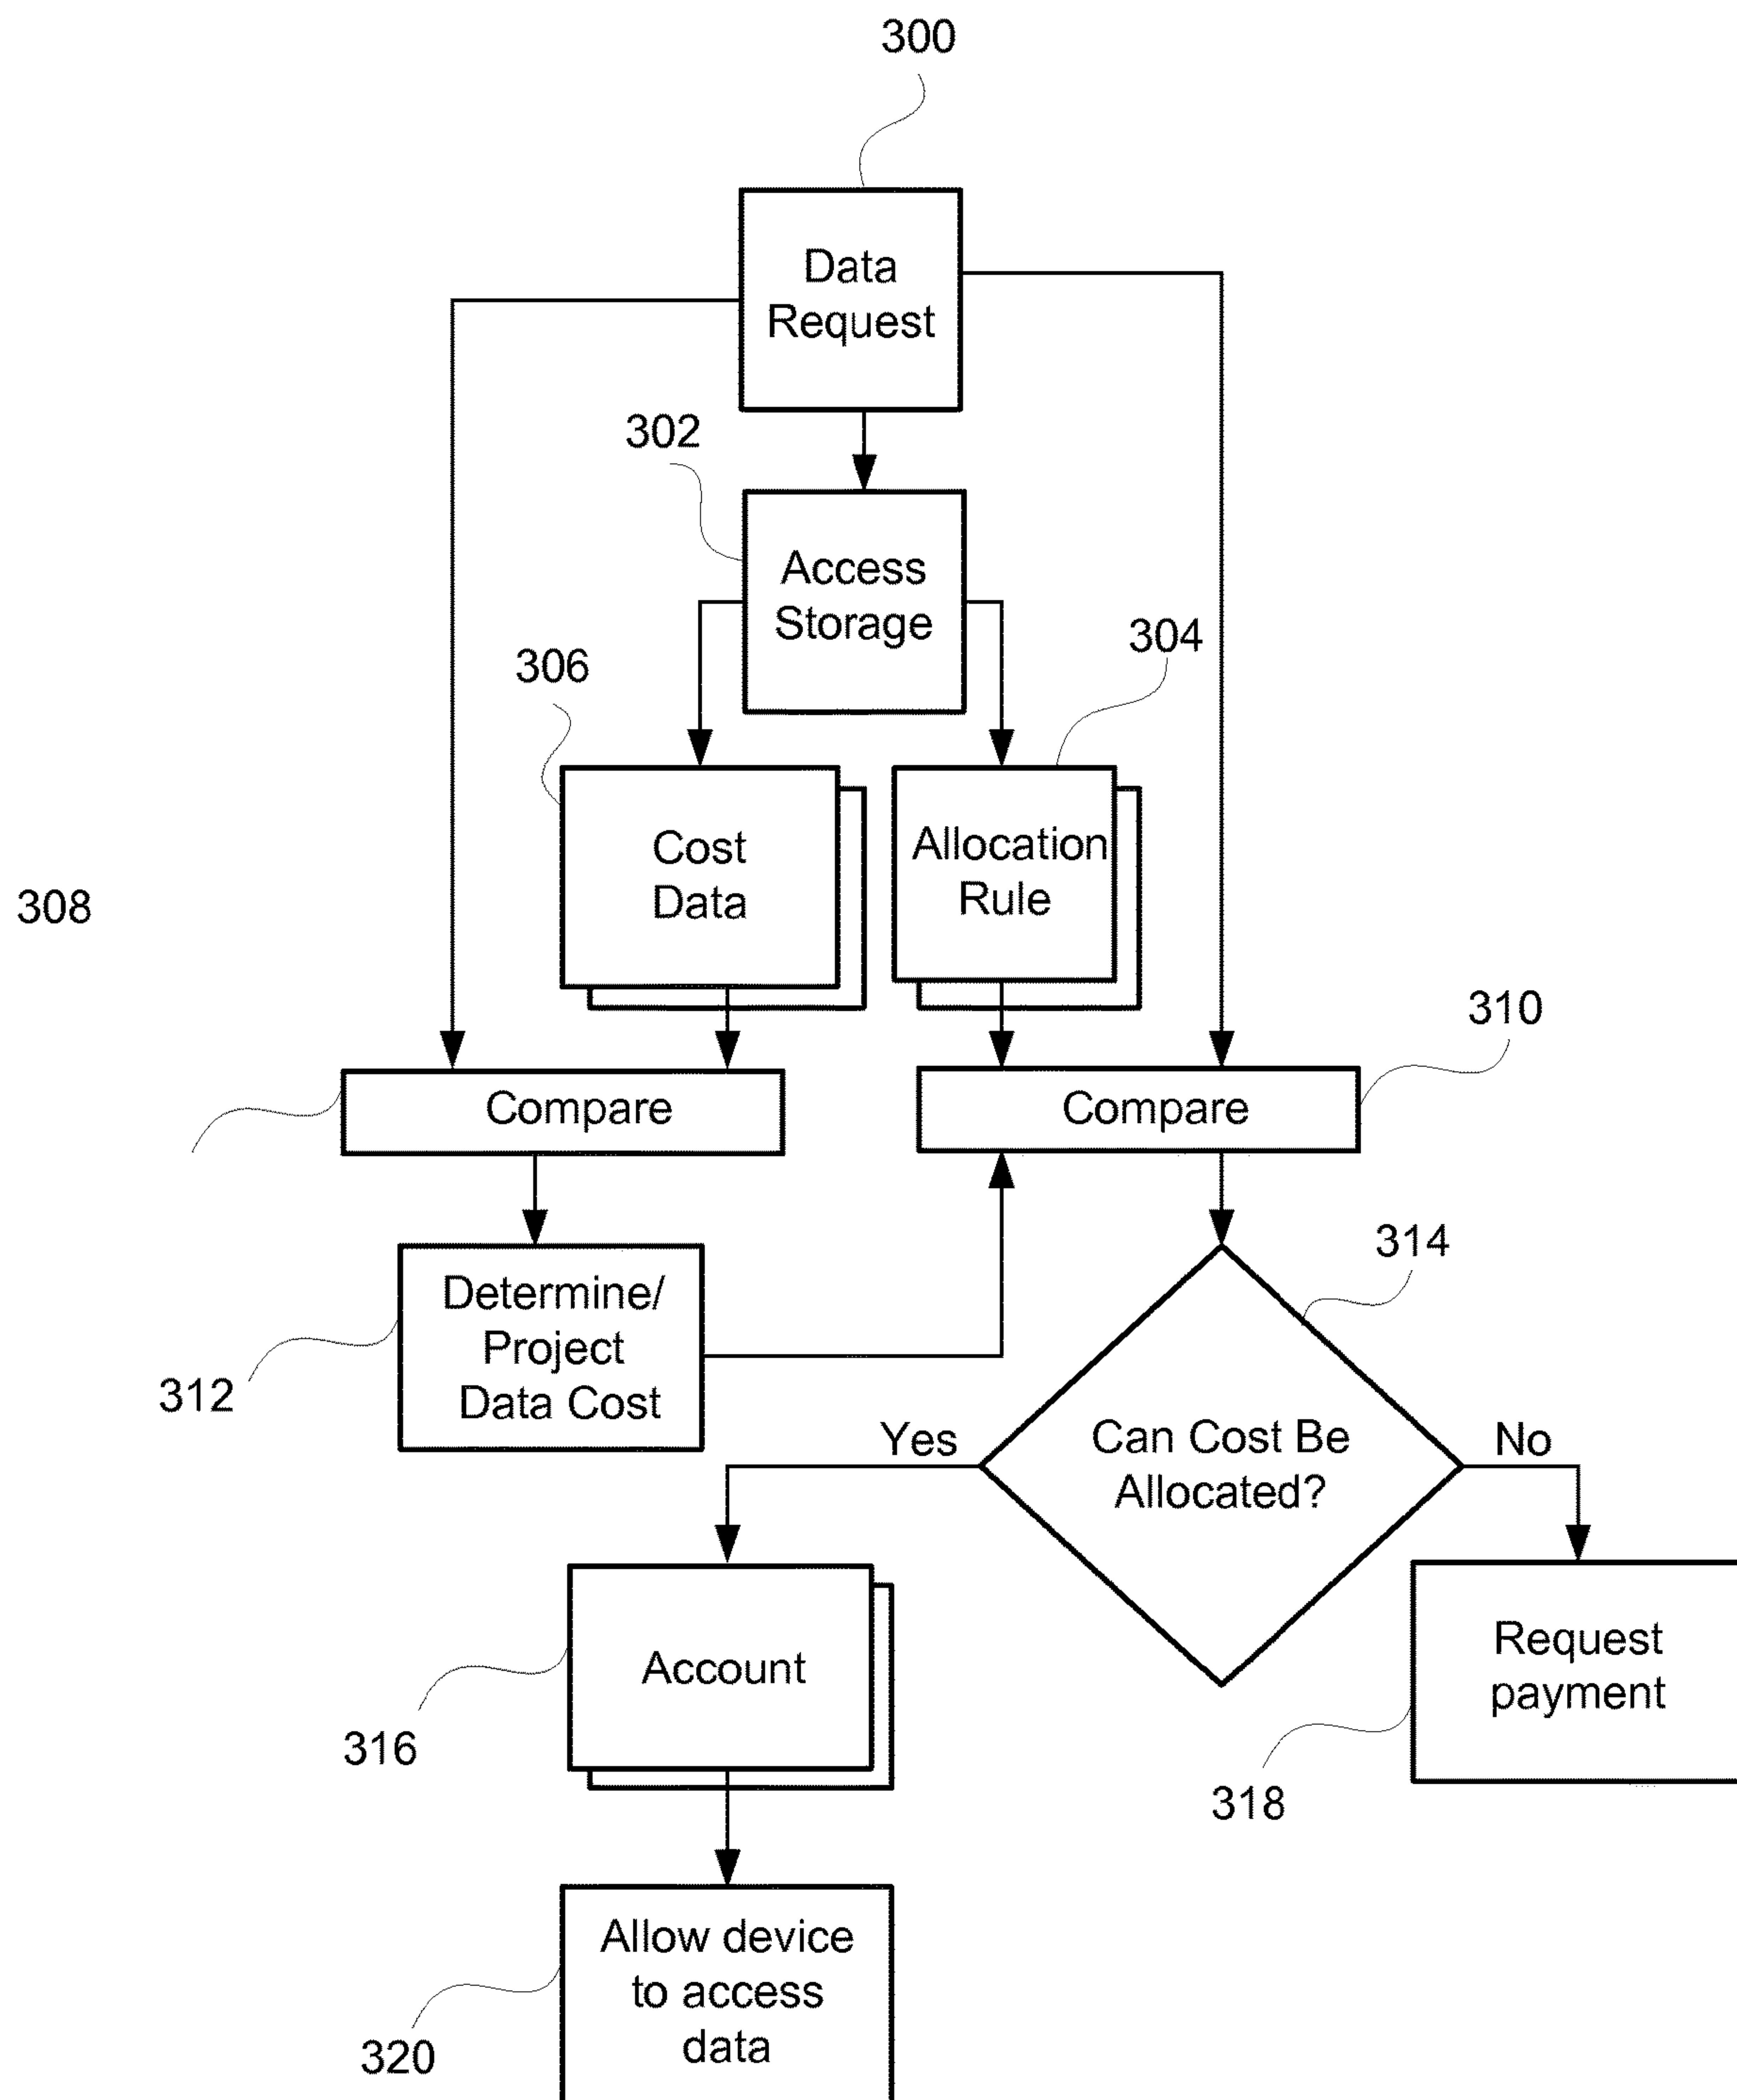 300
Data
Request
302
Access
Storage
304
306
Cost
Data
Allocation
Rule
308
310
Compare
Compare
314
Determine/
Project
Data Cost
312
Yes
Can Cost Be
Allocated?
No
Account
Request
payment
316
318
Allow device
to access
data
320